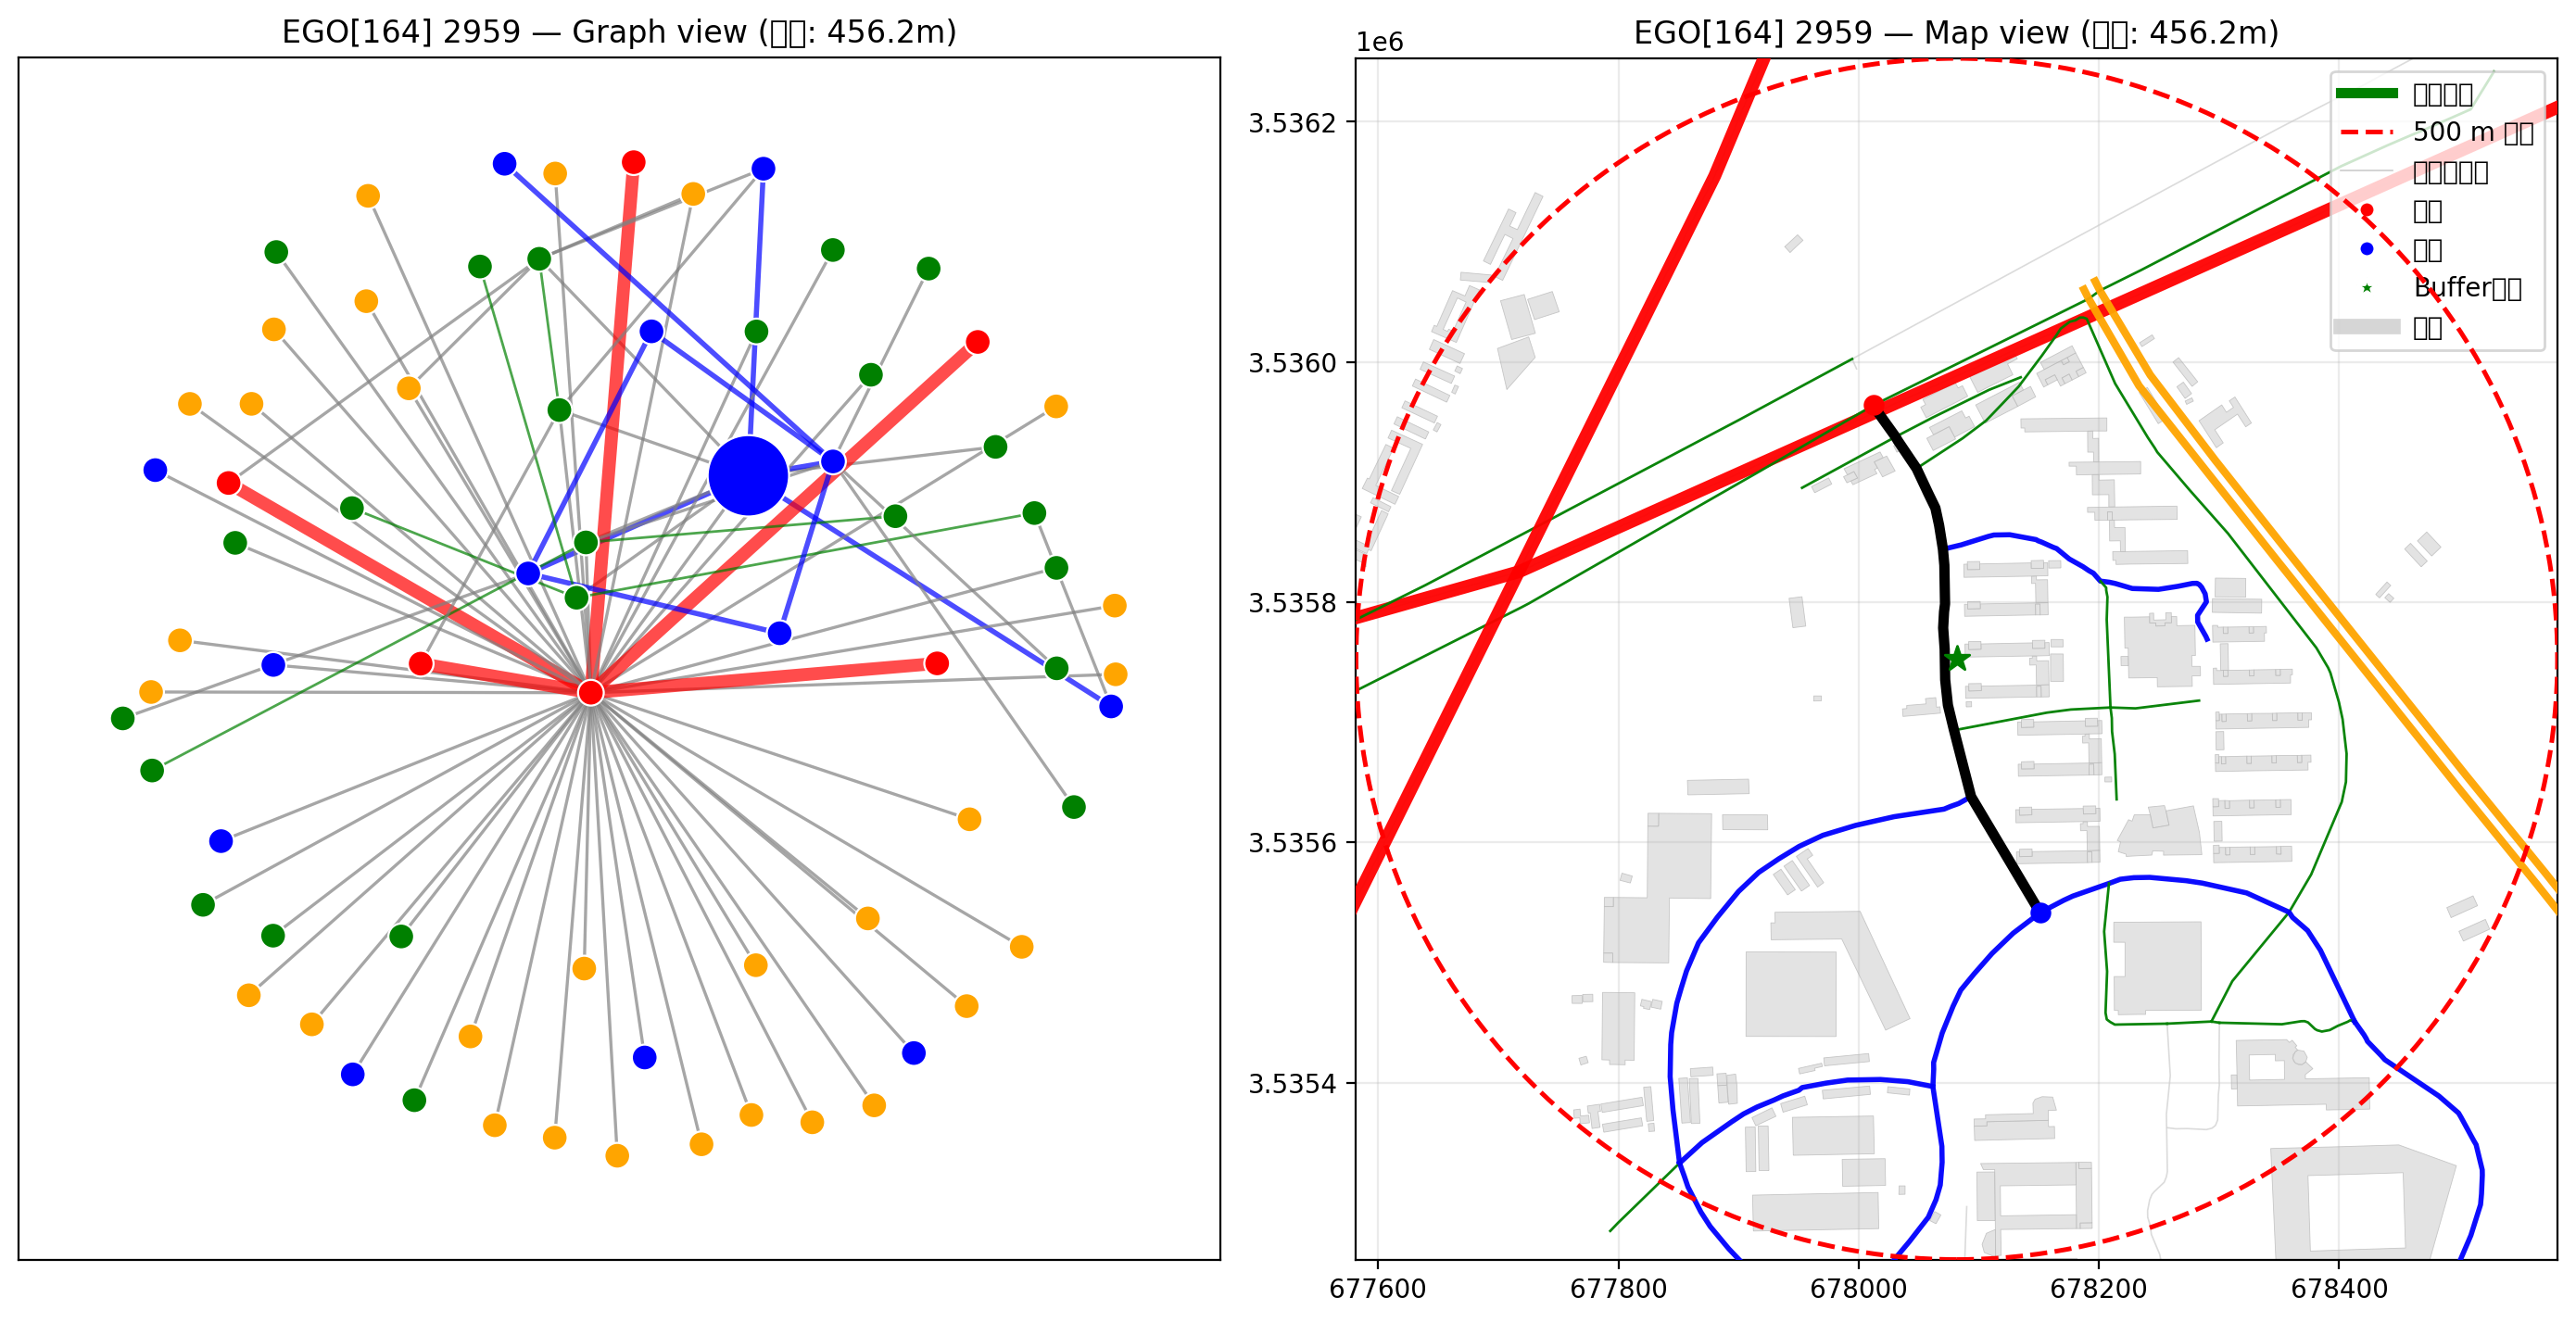 EGO[164] 2959 — Graph view (: 456.2m)
EGO[164] 2959 — Map view (: 456.2m)
1e6
3.5362
3.5360
3.5358
3.5356
3.5354
677600
677800
678000
678200
678400
500 m
Buffer